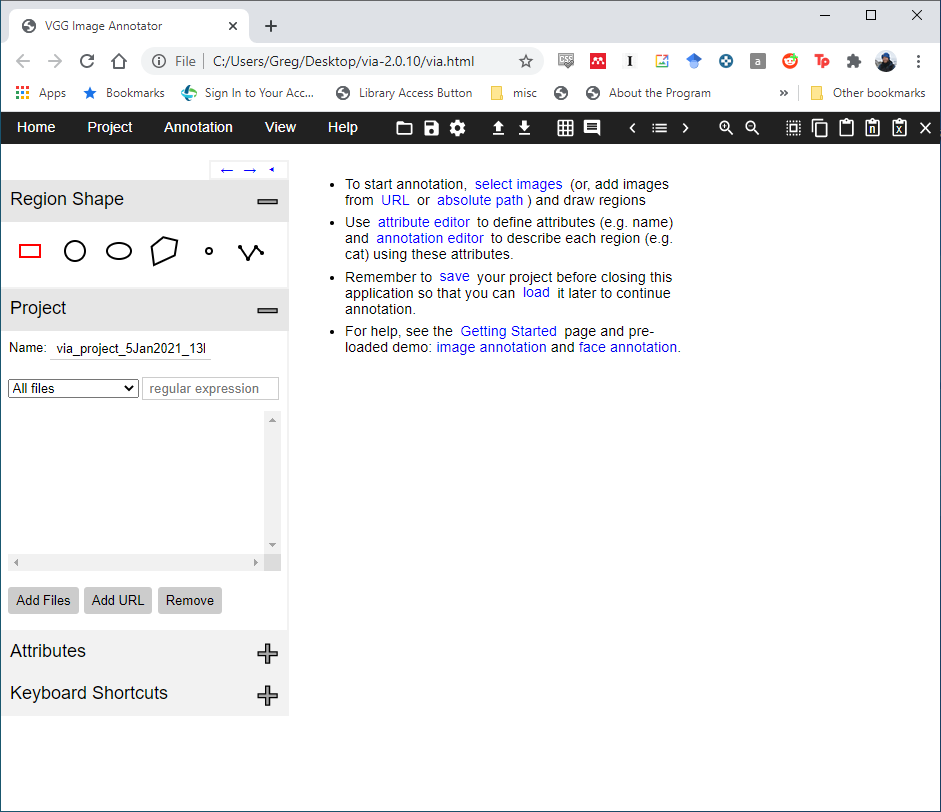 VGG Image Annotator
File
C:/Users/Greg/Desktop/via-2.0.10/via.html
Apps
Bookmarks
Sign In to Your Acc...
Library Access Button
misc
About the Program
»
Other bookmarks
Home Project Annotation View Help
Region Shape
Project
Name: via_project_5Jan2021_13
All files
regular expression
Add Files Add URL Remove
Attributes
Keyboard Shortcuts
• To start annotation, select images (or, add images
from URL or absolute path ) and draw regions
• Use attribute editor to define attributes (e.g. name)
and annotation editor to describe each region (e.g.
cat) using these attributes.
• Remember to save your project before closing this
application so that you can load it later to continue
annotation.
• For help, see the Getting Started page and pre-
loaded demo: image annotation and face annotation.